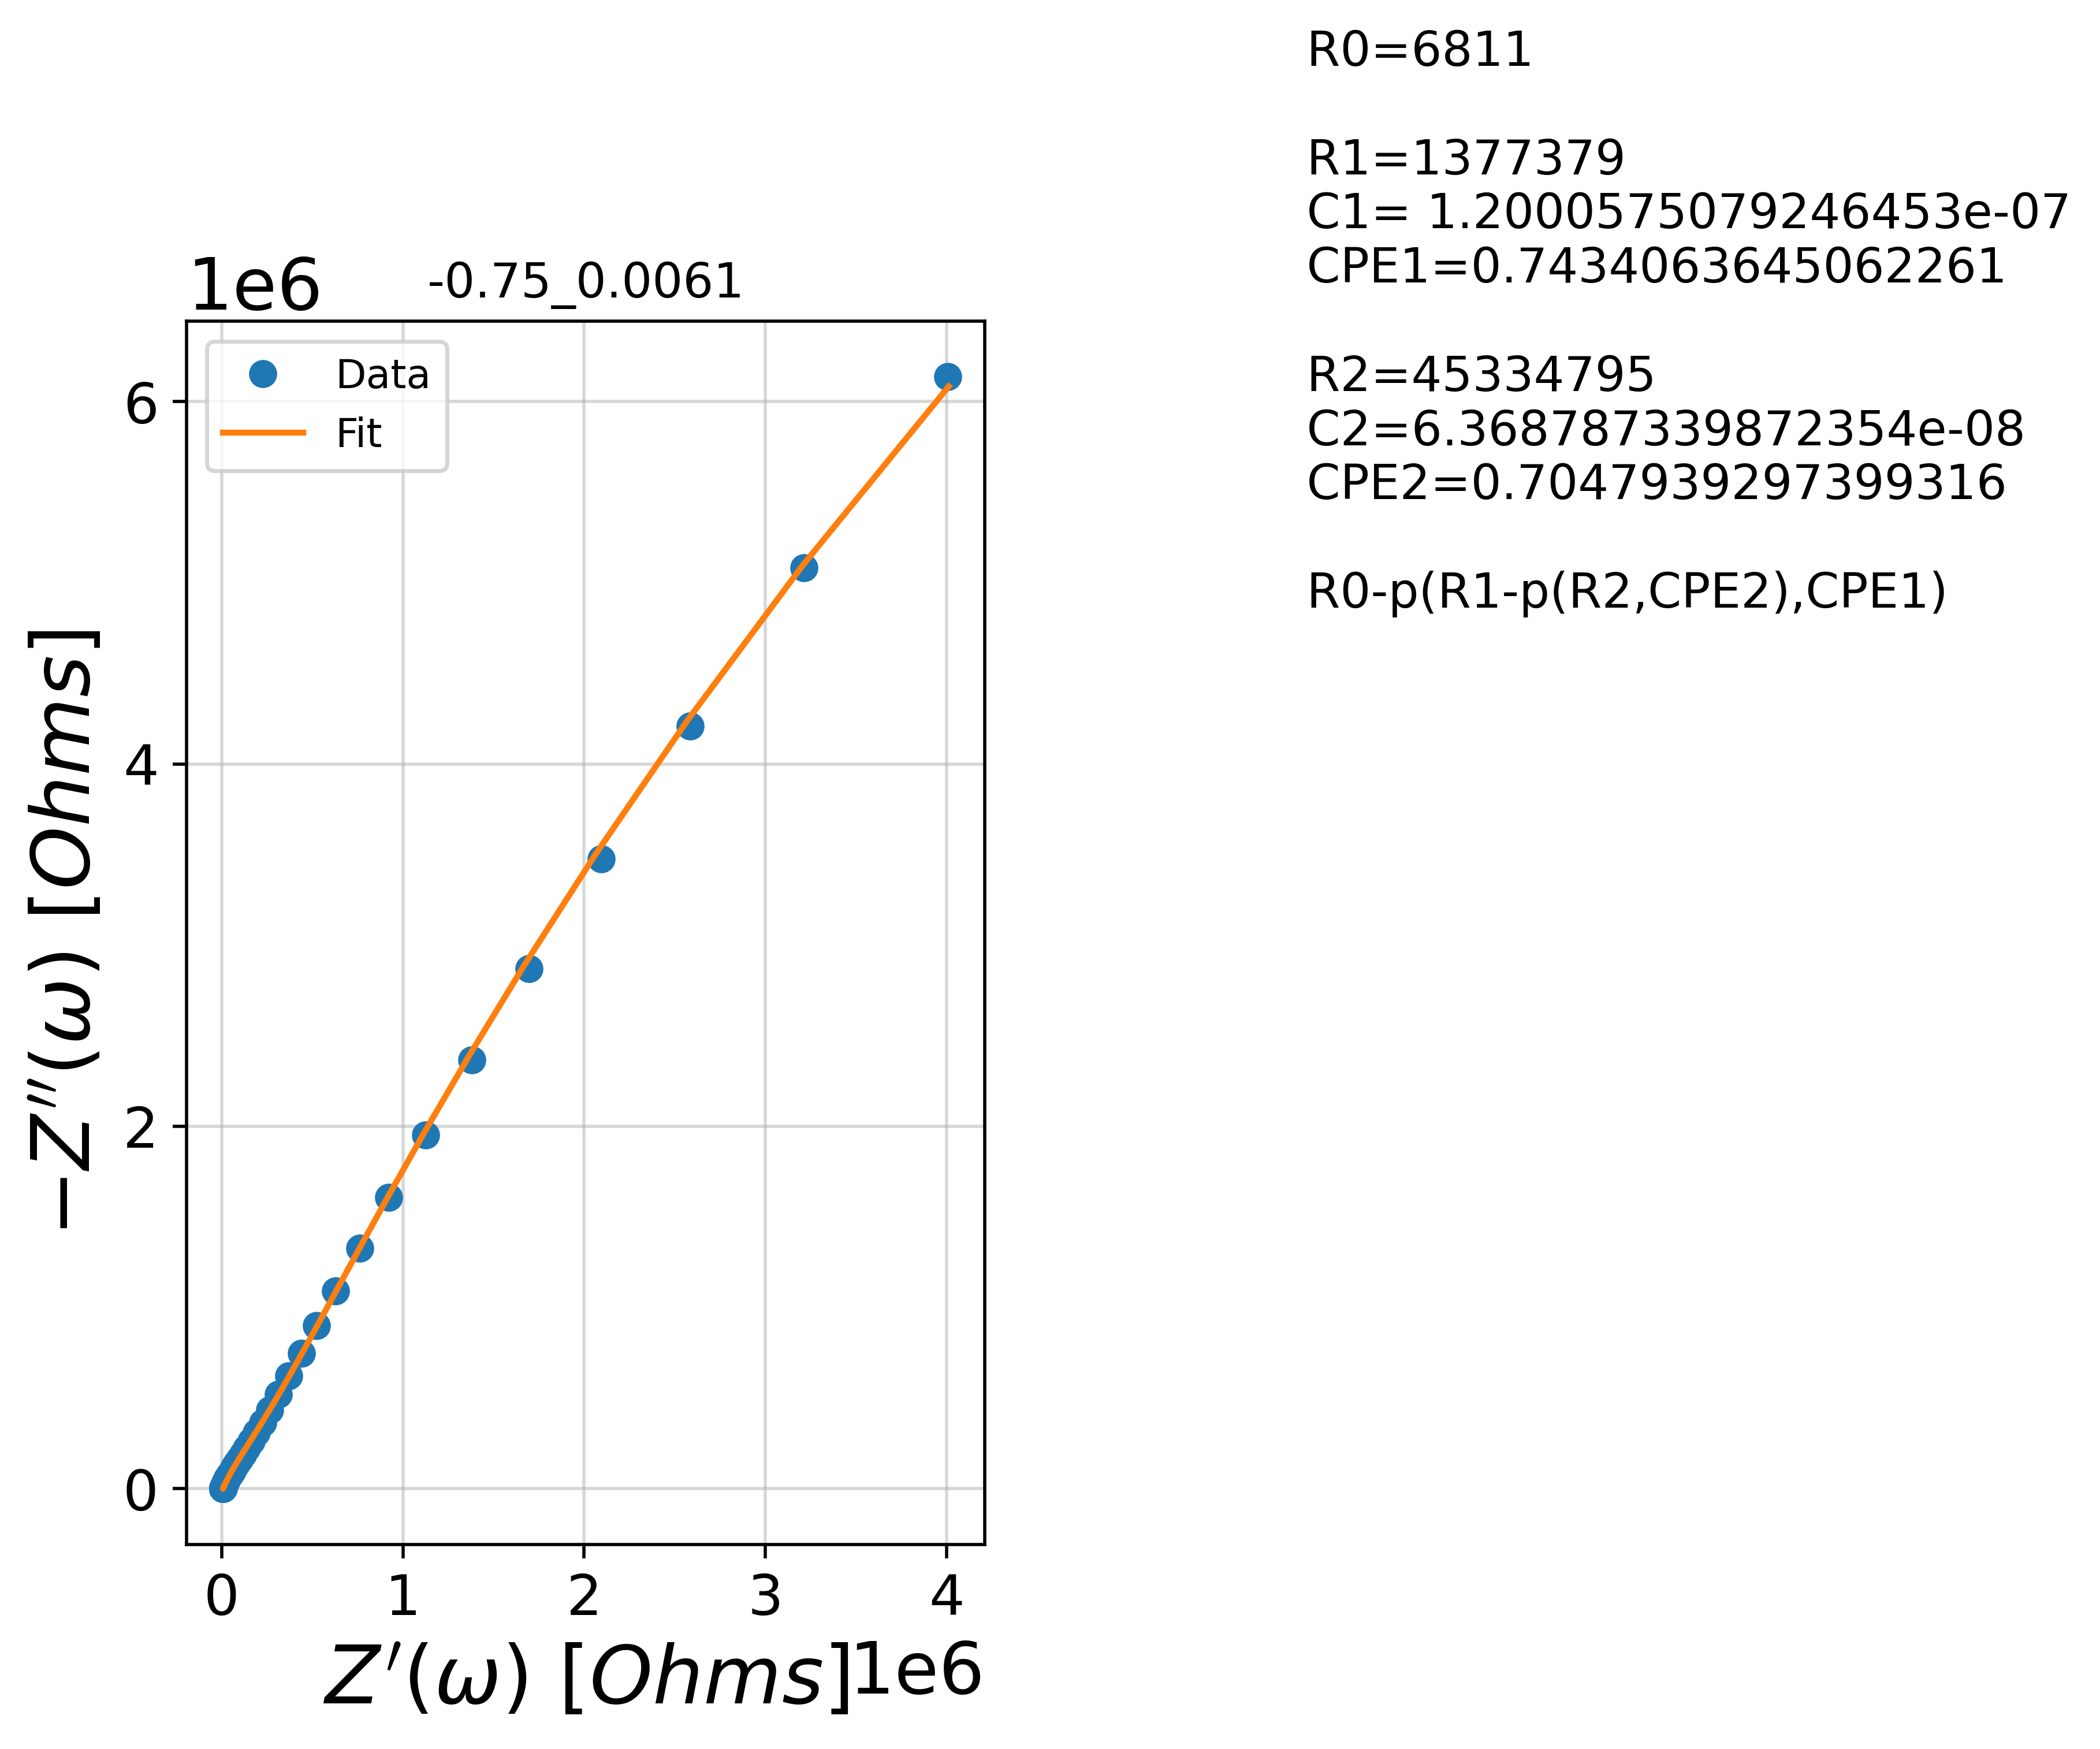 R0=6811
R1=1377379
C1= 1.2000575079246453e-07
CPE1=0.7434063645062261
R2=45334795
C2=6.368787339872354e-08
CPE2=0.7047939297399316
R0-p(R1-p(R2,CPE2),CPE1)
1e6
-0.75_0.0061
Data
Fit
6
4
2
0
−Z′′(ω) [Ohms]
0 1 2 3 4
Z′(ω) [Ohms]
1e6